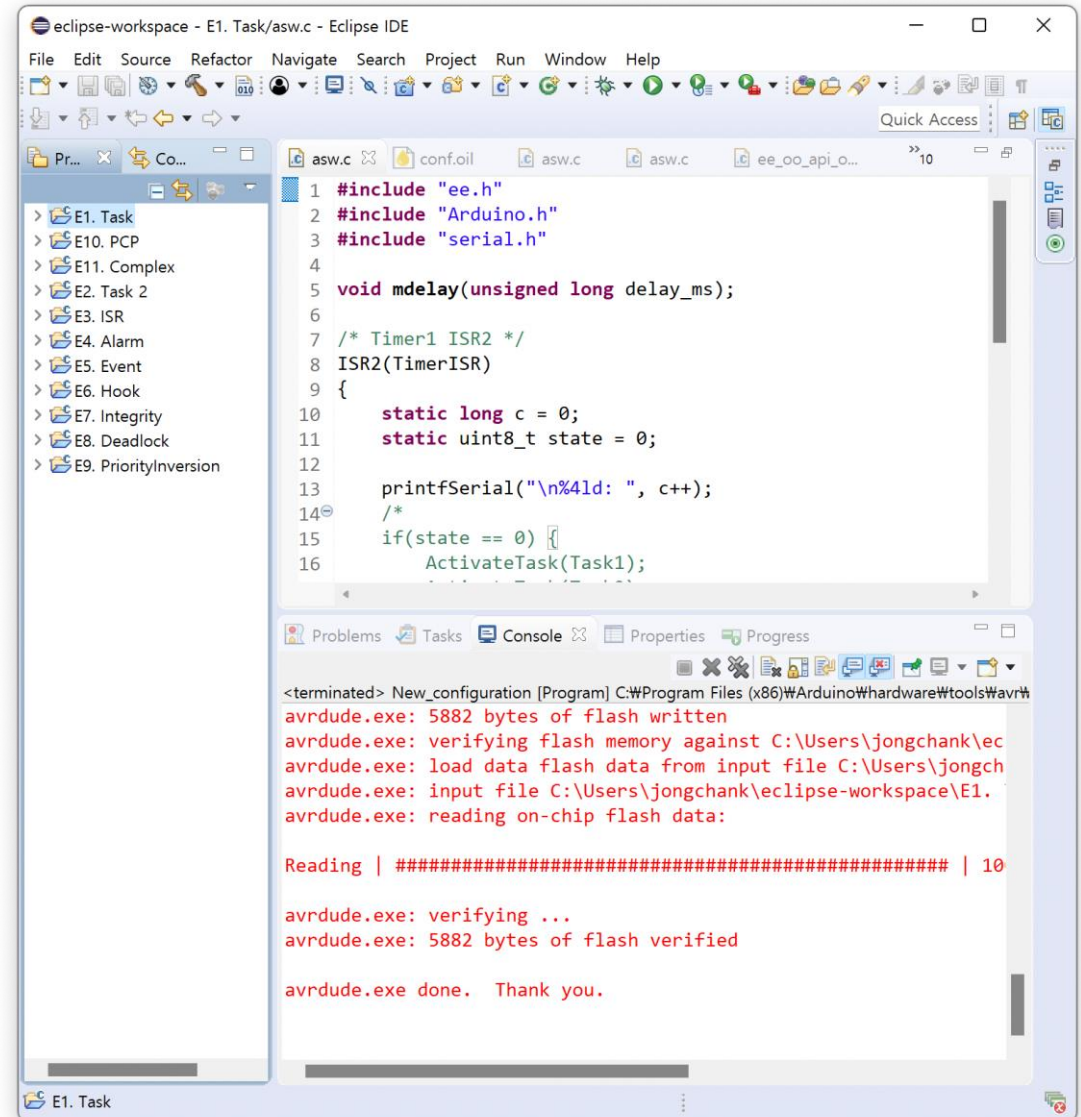 eclipse-workspace - E1. Task/asw.c - Eclipse IDE
File Edit Source Refactor Navigate Search Project Run Window Help
Quick Access
Pr... Co...
E1. Task
E10. PCP
E11. Complex
E2. Task 2
E3. ISR
E4. Alarm
E5. Event
E6. Hook
E7. Integrity
E8. Deadlock
E9. PriorityInversion
asw.c conf.oil asw.c asw.c ee_oo_api_o... »10
1 #include "ee.h"
2 #include "Arduino.h"
3 #include "serial.h"
4
5 void mdelay(unsigned long delay_ms);
6
7 /* Timer1 ISR2 */
8 ISR2(TimerISR)
9 {
10 static long c = 0;
11 static uint8_t state = 0;
12
13 printfSerial("\n%4ld: ", c++);
14 /*
15 if(state == 0) {
16 ActivateTask(Task1);
Problems Tasks Console Properties Progress
<terminated> New_configuration [Program] C:₩Program Files (x86)₩Arduino₩hardware₩tools₩avr₩
avrdude.exe: 5882 bytes of flash written
avrdude.exe: verifying flash memory against C:\Users\jongchank\ec
avrdude.exe: load data flash data from input file C:\Users\jongch
avrdude.exe: input file C:\Users\jongchank\eclipse-workspace\E1.
avrdude.exe: reading on-chip flash data:
Reading | ################################################## | 10
avrdude.exe: verifying ...
avrdude.exe: 5882 bytes of flash verified
avrdude.exe done. Thank you.
E1. Task